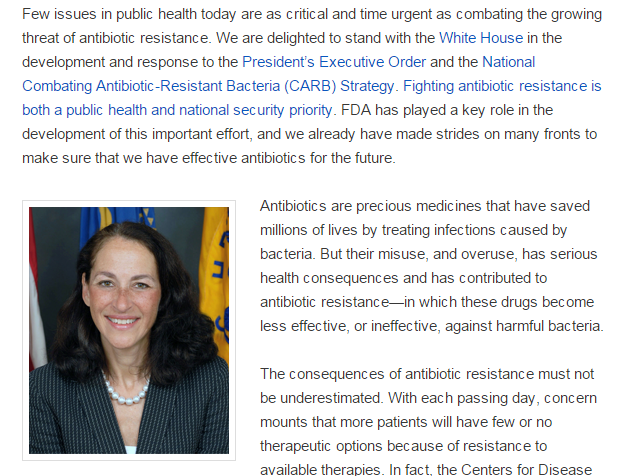 Few issues in public health today are as critical and time urgent as combating the growing
threat of antibiotic resistance. We are delighted to stand with the White House in the
development and response to the President’s Executive Order and the National
Combating Antibiotic-Resistant Bacteria (CARB) Strategy. Fighting antibiotic resistance is
both a public health and national security priority. FDA has played a key role in the
development of this important effort, and we already have made strides on many fronts to
make sure that we have effective antibiotics for the future.
Antibiotics are precious medicines that have saved
millions of lives by treating infections caused by
bacteria. But their misuse, and overuse, has serious
health consequences and has contributed to
antibiotic resistance—in which these drugs become
less effective, or ineffective, against harmful bacteria.
The consequences of antibiotic resistance must not
be underestimated. With each passing day, concern
mounts that more patients will have few or no
therapeutic options because of resistance to
available therapies. In fact, the Centers for Disease